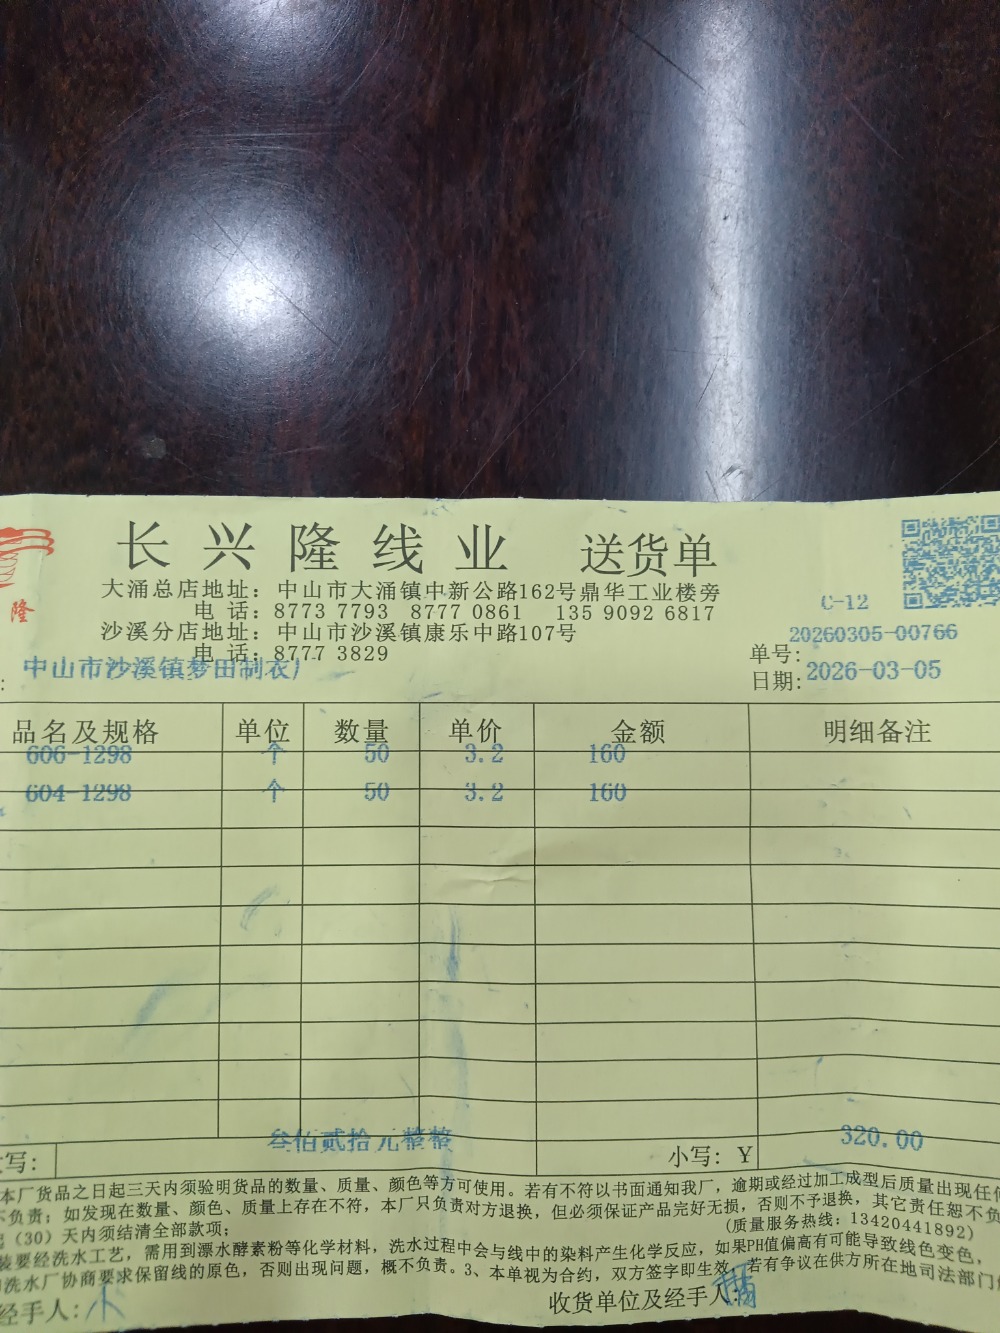 长兴隆线业 送货单
隆
大涌总店地址：中山市大涌镇中新公路162号鼎华工业楼旁
电话：8773 7793 8777 0861 135 9092 6817
C-12
沙溪分店地址：中山市沙溪镇康乐中路107号
电话：8777 3829
单号：20260305-00766
：中山市沙溪镇梦田制衣厂
日期：2026-03-05
品名及规格 单位 数量 单价 金额 明细备注
606-1298 个 50 3.2 160
604-1298 个 50 3.2 160
写： 叁佰贰拾元整整 小写：Y 320.00
本厂货品之日起三天内须验明货品的数量、质量、颜色等方可使用。若有不符以书面通知我厂，逾期或经过加工成型后质量出现任何
不负责；如发现在数量、颜色、质量上存在不符，本厂只负责对方退换，但必须保证产品完好无损，否则不予退换，其它责任恕不负
（30）天内须结清全部款项； （质量服务热线：13420441892）
装要经洗水工艺，需用到漂水酵素粉等化学材料，洗水过程中会与线中的染料产生化学反应，如果PH值偏高有可能导致线色变色，
洗水厂协商要求保留线的原色，否则出现问题，概不负责。3、本单视为合约，双方签字即生效，若有争议在供方所在地司法部门
经手人： 收货单位及经手人：